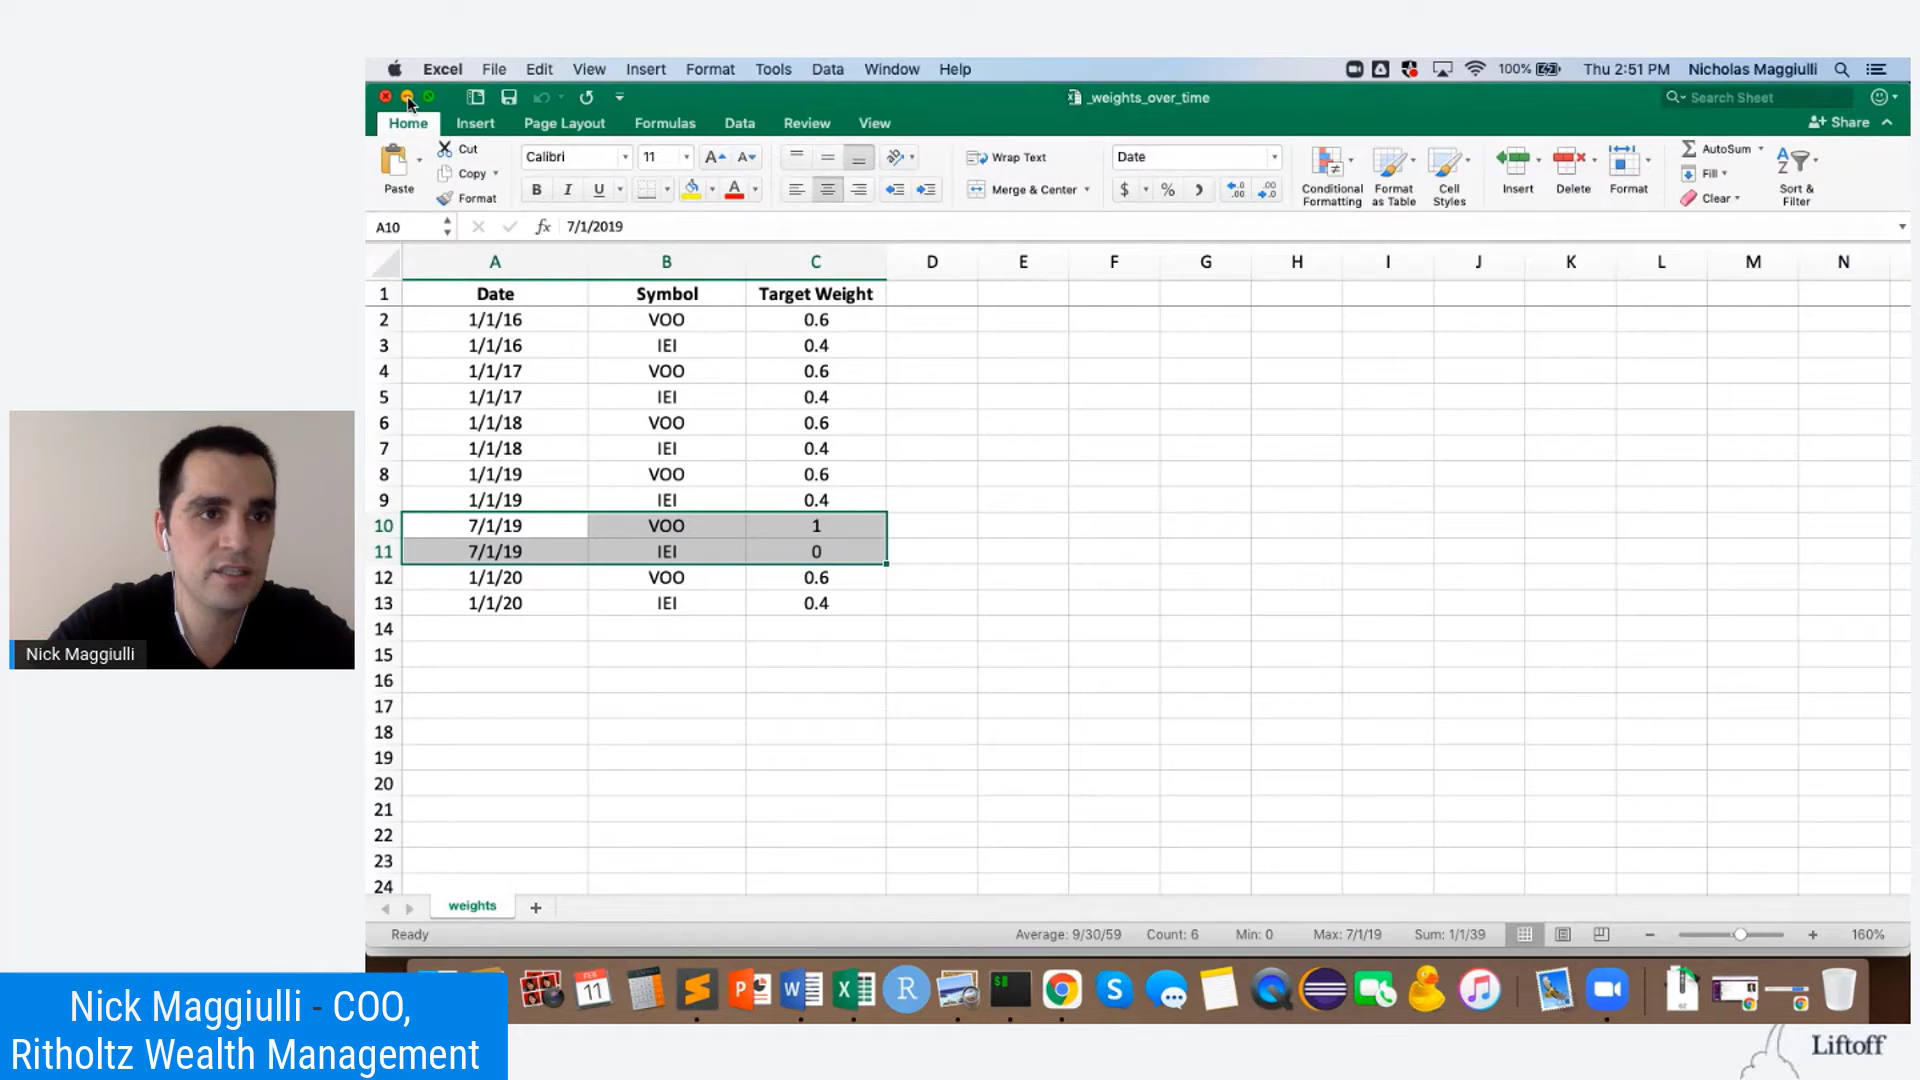 Excel File Edit View Insert Format Tools Data Window Help 100% Thu 2:51 PM Nicholas Maggiulli
_weights_over_time Search Sheet
Home Insert Page Layout Formulas Data Review View Share
Paste Cut Copy Format
Calibri 11
B I U A
Wrap Text
Merge & Center
Date
$ %
Conditional Formatting
Format as Table
Cell Styles
Insert Delete Format
AutoSum
Fill
Clear
Sort & Filter
A10 fx 7/1/2019
A B C D E F G H I J K L M N
1 Date Symbol Target Weight
2 1/1/16 VOO 0.6
3 1/1/16 IEI 0.4
4 1/1/17 VOO 0.6
5 1/1/17 IEI 0.4
6 1/1/18 VOO 0.6
7 1/1/18 IEI 0.4
8 1/1/19 VOO 0.6
9 1/1/19 IEI 0.4
10 7/1/19 VOO 1
11 7/1/19 IEI 0
12 1/1/20 VOO 0.6
13 1/1/20 IEI 0.4
14
15
16
17
18
19
20
21
22
23
24
weights
Ready Average: 9/30/59 Count: 6 Min: 0 Max: 7/1/19 Sum: 1/1/39 160%
FEB
11
Nick Maggiulli
Nick Maggiulli - COO,
Ritholtz Wealth Management
Liftoff